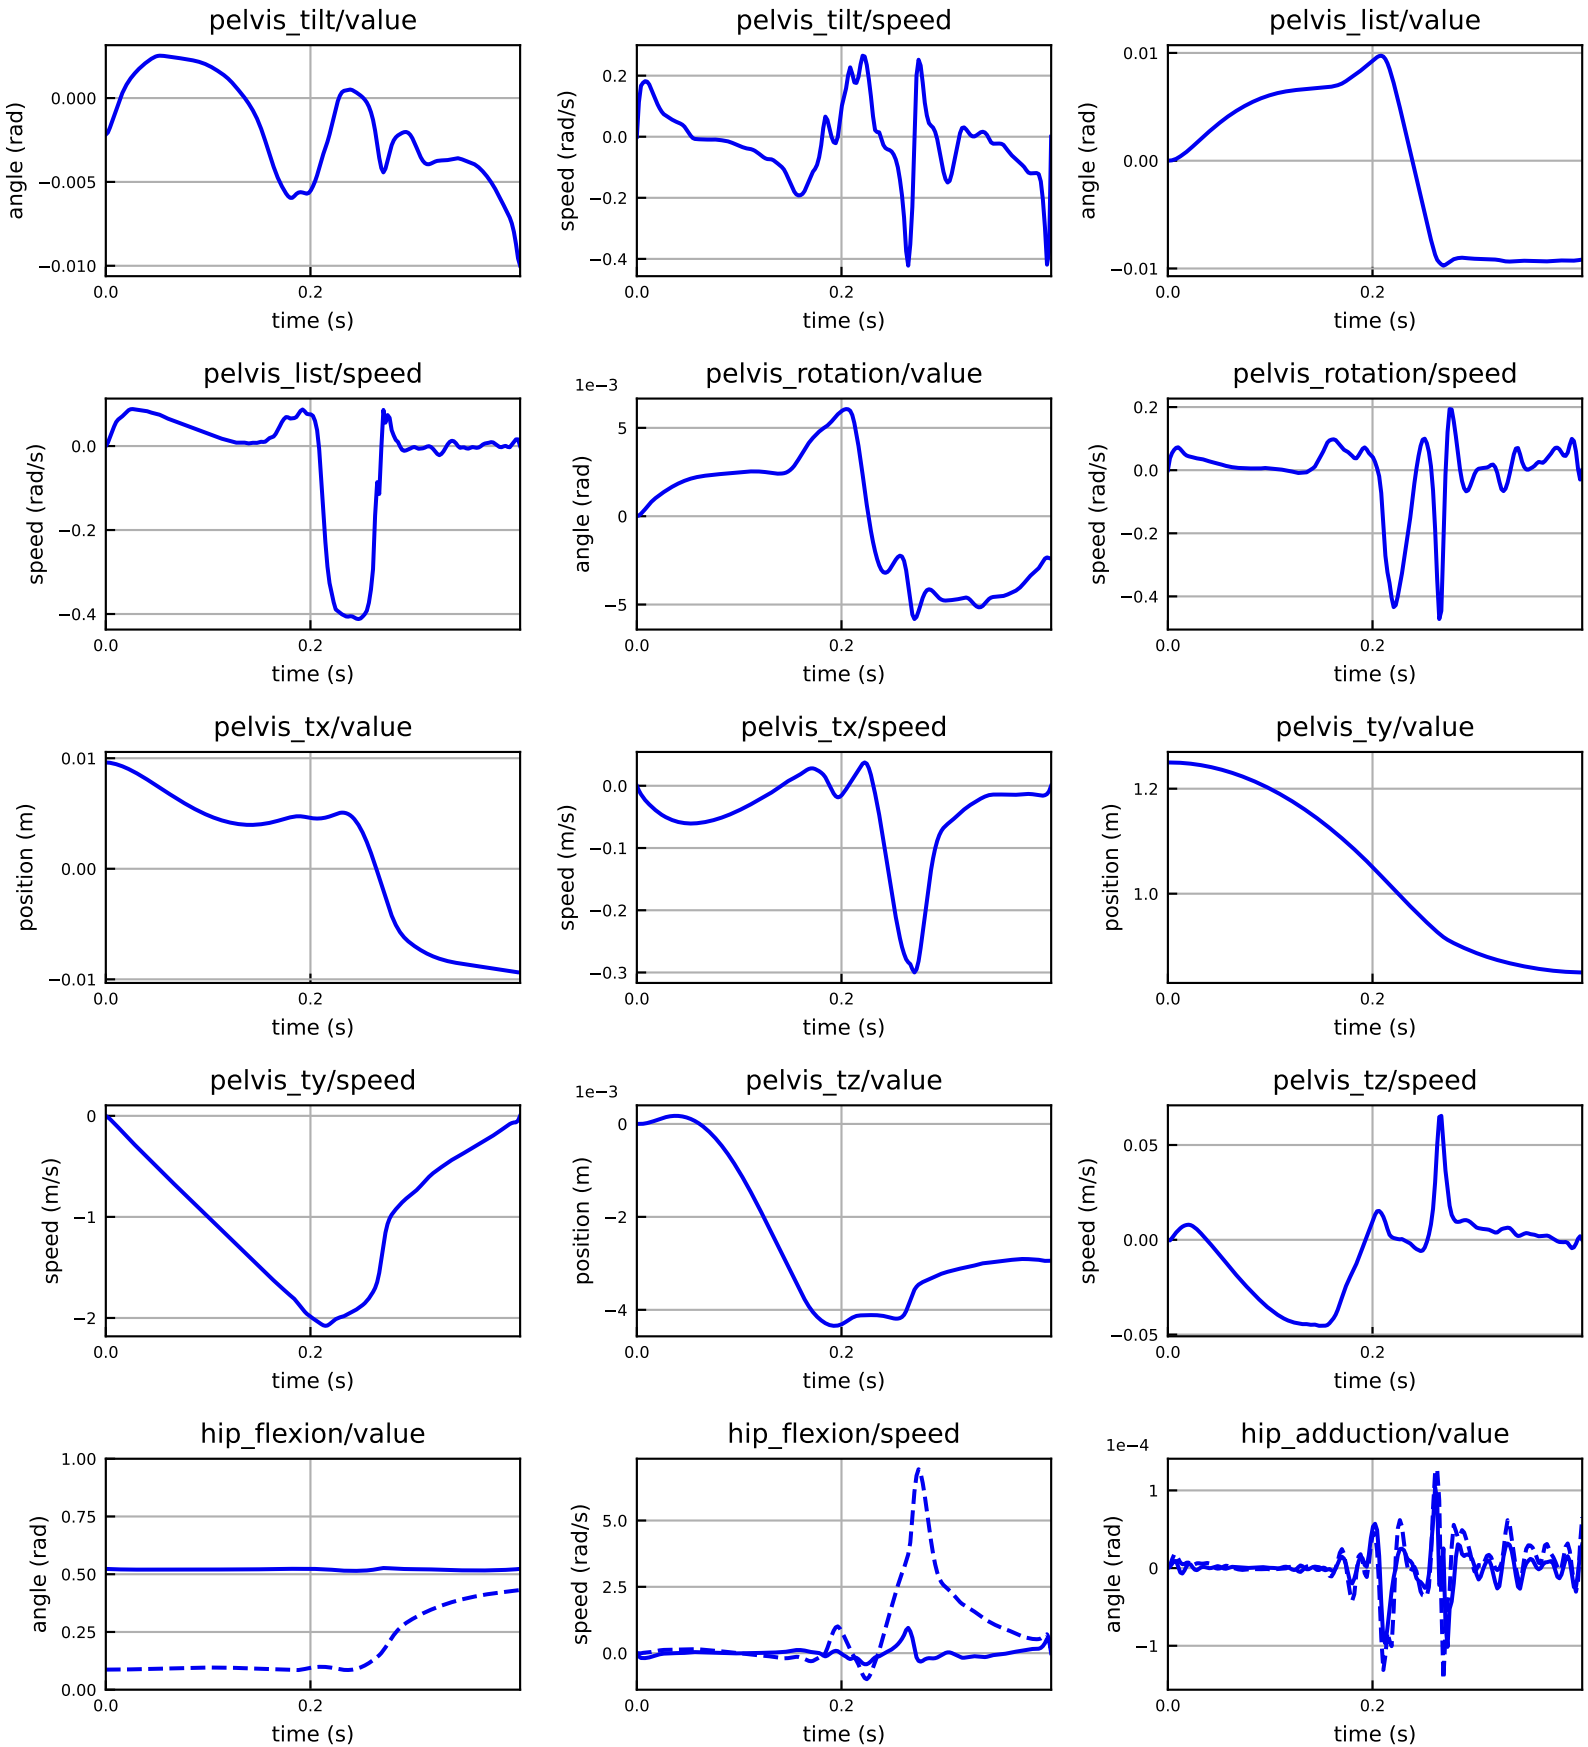 pelvis_tilt/value
pelvis_tilt/speed
pelvis_list/value
angle (rad)
0.000
−0.005
−0.010
0.0
0.2
time (s)
speed (rad/s)
0.2
0.0
−0.2
−0.4
0.0
0.2
time (s)
angle (rad)
0.01
0.00
−0.01
0.0
0.2
time (s)
pelvis_list/speed
pelvis_rotation/value
pelvis_rotation/speed
speed (rad/s)
0.0
−0.2
−0.4
0.0
0.2
time (s)
1e−3
angle (rad)
5
0
−5
0.0
0.2
time (s)
speed (rad/s)
0.2
0.0
−0.2
−0.4
0.0
0.2
time (s)
pelvis_tx/value
pelvis_tx/speed
pelvis_ty/value
position (m)
0.01
0.00
−0.01
0.0
0.2
time (s)
speed (m/s)
0.0
−0.1
−0.2
−0.3
0.0
0.2
time (s)
position (m)
1.2
1.0
0.0
0.2
time (s)
pelvis_ty/speed
pelvis_tz/value
pelvis_tz/speed
speed (m/s)
0
−1
−2
0.0
0.2
time (s)
1e−3
position (m)
0
−2
−4
0.0
0.2
time (s)
speed (m/s)
0.05
0.00
−0.05
0.0
0.2
time (s)
hip_flexion/value
hip_flexion/speed
hip_adduction/value
angle (rad)
1.00
0.75
0.50
0.25
0.00
0.0
0.2
time (s)
speed (rad/s)
5.0
2.5
0.0
0.0
0.2
time (s)
1e−4
angle (rad)
1
0
−1
0.0
0.2
time (s)